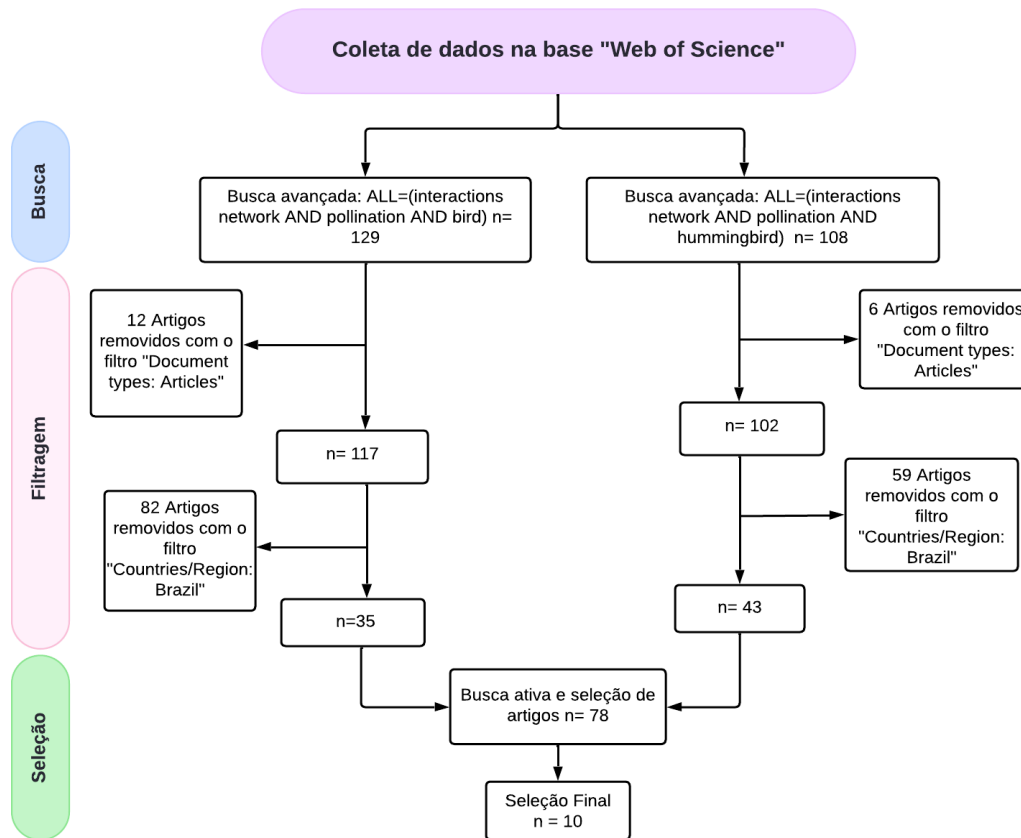 Coleta de dados na base "Web of Science"
Busca
Busca avançada: ALL=(interactions
network AND pollination AND bird) n=
129
Busca avançada: ALL=(interactions
network AND pollination AND
hummingbird) n= 108
Filtragem
12 Artigos
removidos com o
filtro "Document
types: Articles"
6 Artigos removidos
com o filtro
"Document types:
Articles"
n= 117
n= 102
82 Artigos
removidos com o
filtro
"Countries/Region:
Brazil"
59 Artigos
removidos com o
filtro
"Countries/Region:
Brazil"
n=35
n= 43
Seleção
Busca ativa e seleção de
artigos n= 78
Seleção Final
n = 10